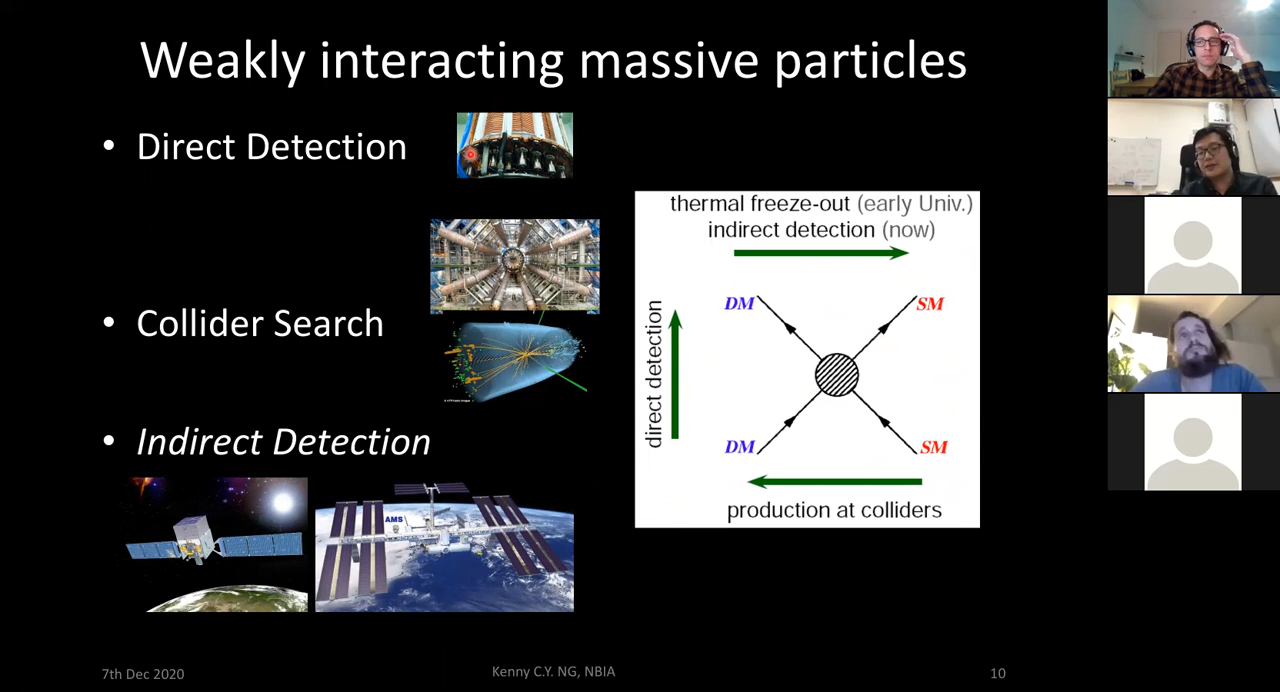 Weakly interacting massive particles
• Direct Detection
• Collider Search
• Indirect Detection
AMS
thermal freeze-out (early Univ.)
indirect detection (now)
direct detection
DM
SM
DM
SM
production at colliders
7th Dec 2020
Kenny C.Y. NG, NBIA
10